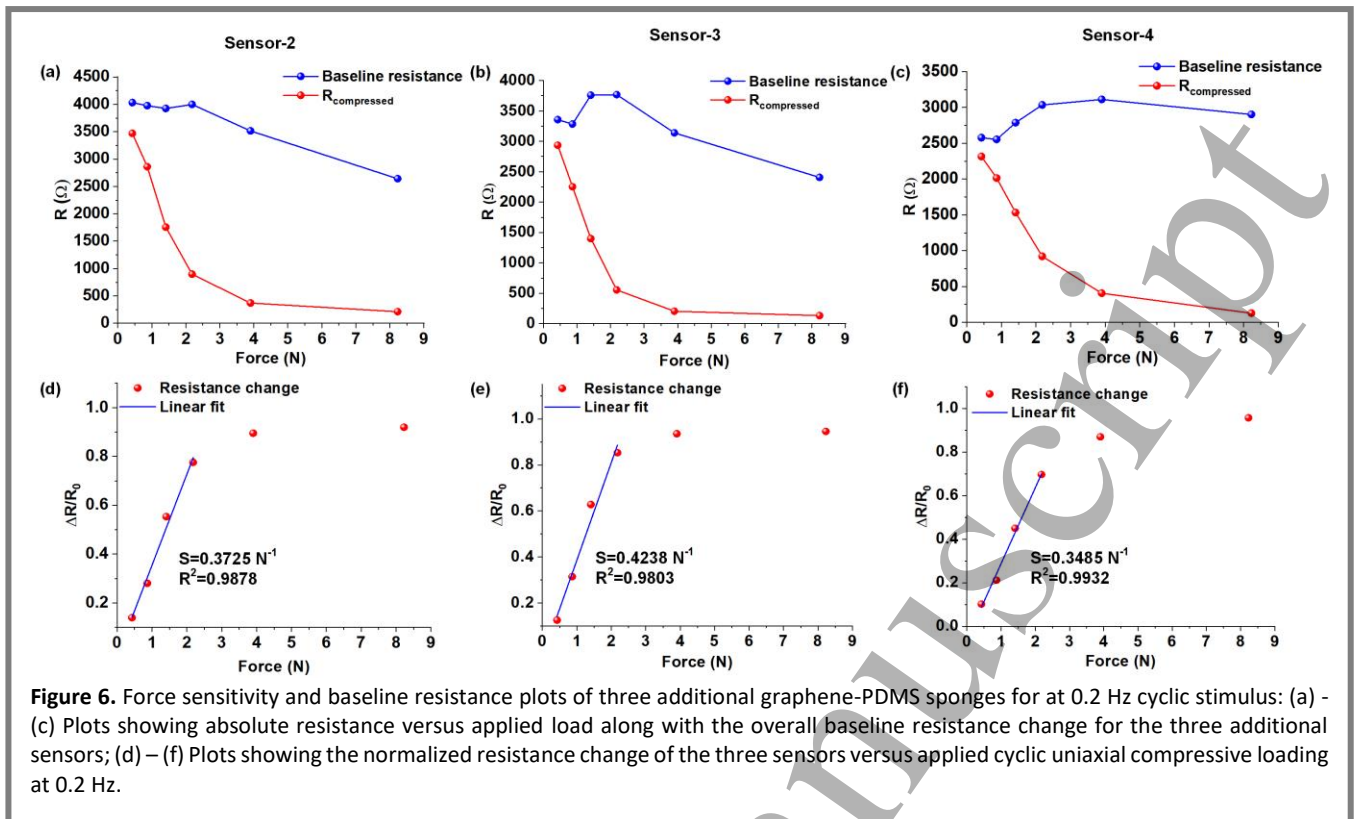 Sensor-2
Sensor-3
Sensor-4
(a)
Baseline resistance
R_compressed
4500
4000
3500
3000
2500
2000
1500
1000
500
0
R (Ω)
0 1 2 3 4 5 6 7 8 9
Force (N)
(b)
Baseline resistance
R_compressed
4000
3500
3000
2500
2000
1500
1000
500
0
R (Ω)
0 1 2 3 4 5 6 7 8 9
Force (N)
(c)
Baseline resistance
R_compressed
3500
3000
2500
2000
1500
1000
500
0
R (Ω)
0 1 2 3 4 5 6 7 8 9
Force (N)
(d)
Resistance change
Linear fit
1.0
0.8
0.6
0.4
0.2
ΔR/R₀
S=0.3725 N⁻¹
R²=0.9878
0 1 2 3 4 5 6 7 8 9
Force (N)
(e)
Resistance change
Linear fit
1.0
0.8
0.6
0.4
0.2
ΔR/R₀
S=0.4238 N⁻¹
R²=0.9803
0 1 2 3 4 5 6 7 8 9
Force (N)
(f)
Resistance change
Linear fit
1.0
0.8
0.6
0.4
0.2
0.0
ΔR/R₀
S=0.3485 N⁻¹
R²=0.9932
0 1 2 3 4 5 6 7 8 9
Force (N)
Figure 6. Force sensitivity and baseline resistance plots of three additional graphene-PDMS sponges for at 0.2 Hz cyclic stimulus: (a) -
(c) Plots showing absolute resistance versus applied load along with the overall baseline resistance change for the three additional
sensors; (d) – (f) Plots showing the normalized resistance change of the three sensors versus applied cyclic uniaxial compressive loading
at 0.2 Hz.
nuscript